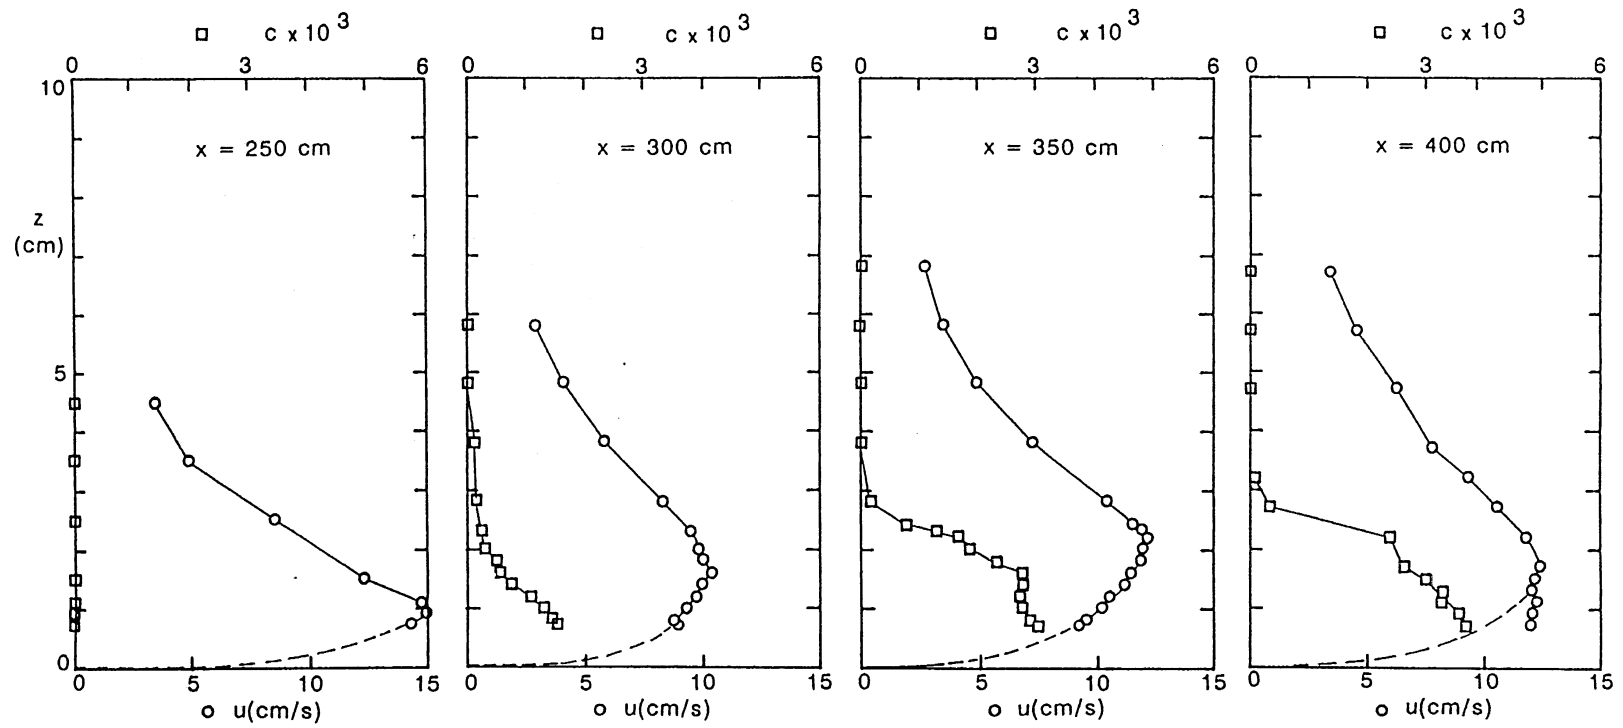 c x 10³ c x 10³ c x 10³ c x 10³
0 3 6 0 3 6 0 3 6 0 3 6
10
x = 250 cm x = 300 cm x = 350 cm x = 400 cm
z
(cm)
5
0
0 5 10 15 0 5 10 15 0 5 10 15 0 5 10 15
u(cm/s) u(cm/s) u(cm/s) u(cm/s)